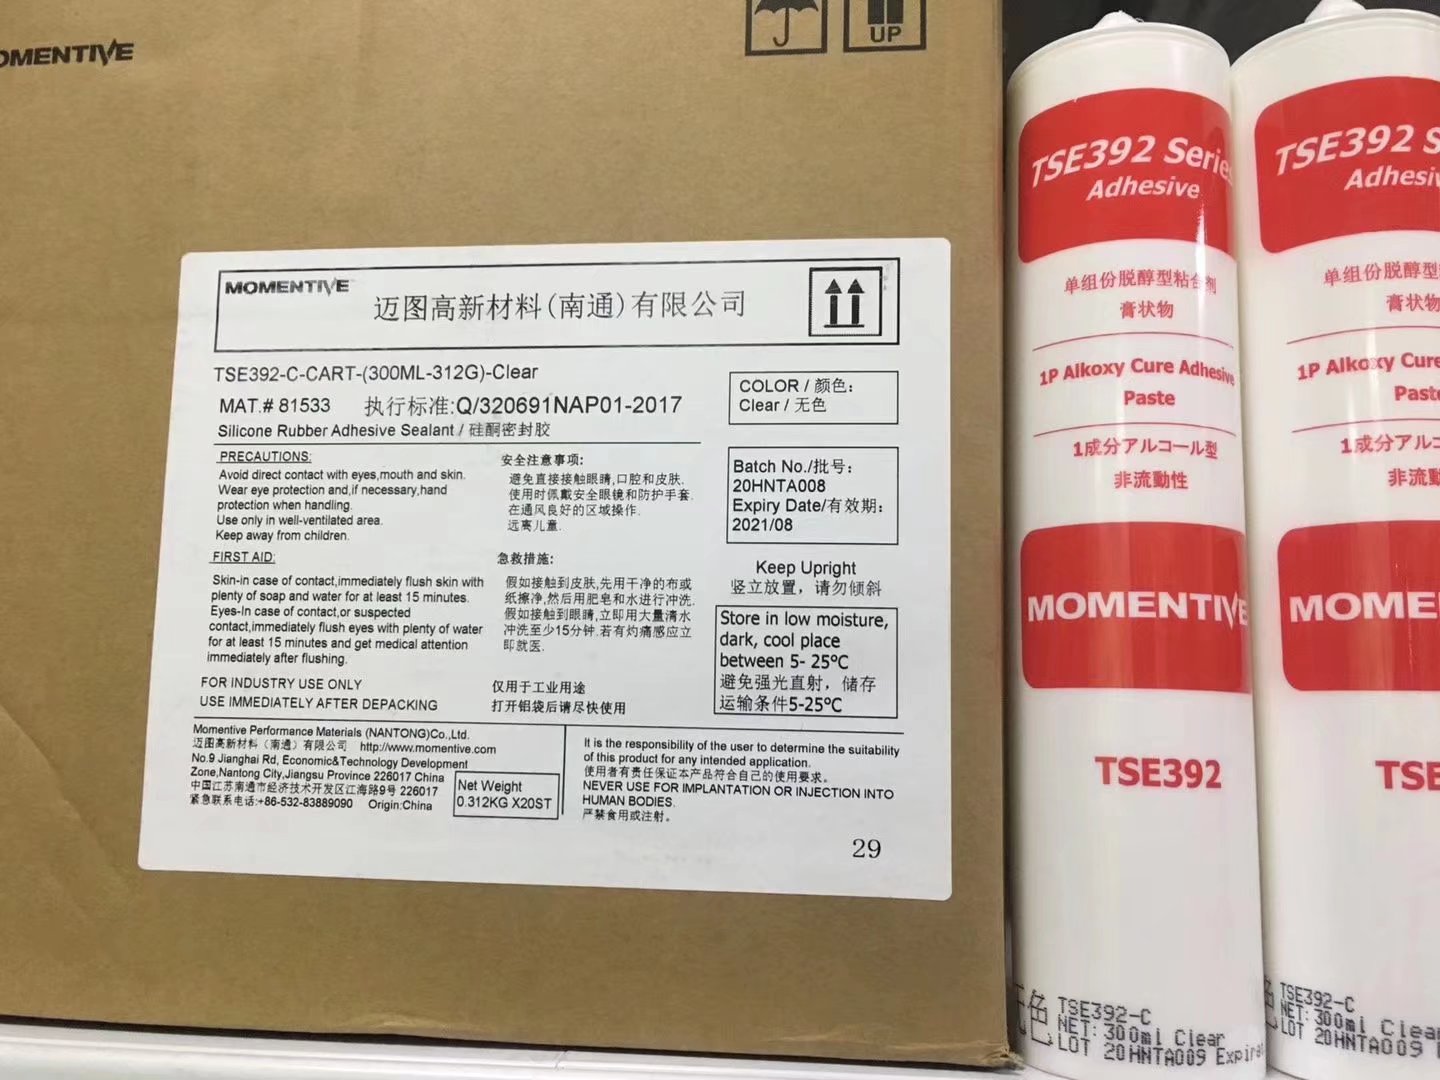 MOMENTIVE
UP
MOMENTIVE
迈图高新材料(南通)有限公司
TSE392-C-CART-(300ML-312G)-Clear
MAT.# 81533 执行标准:Q/320691NAP01-2017
Silicone Rubber Adhesive Sealant / 硅酮密封胶
COLOR / 颜色:
Clear / 无色
PRECAUTIONS:
Avoid direct contact with eyes,mouth and skin.
Wear eye protection and,if necessary,hand
protection when handling.
Use only in well-ventilated area.
Keep away from children.
安全注意事项:
避免直接接触眼睛,口腔和皮肤.
使用时佩戴安全眼镜和防护手套.
在通风良好的区域操作.
远离儿童.
Batch No./批号:
20HNTA008
Expiry Date/有效期:
2021/08
FIRST AID:
Skin-in case of contact,immediately flush skin with
plenty of soap and water for at least 15 minutes.
Eyes-In case of contact,or suspected
contact,immediately flush eyes with plenty of water
for at least 15 minutes and get medical attention
immediately after flushing.
急救措施:
假如接触到皮肤,先用干净的布或
纸擦净,然后用肥皂和水进行冲洗.
假如接触到眼睛,立即用大量清水
冲洗至少15分钟.若有灼痛感应立
即就医.
Keep Upright
竖立放置，请勿倾斜
Store in low moisture,
dark, cool place
between 5- 25℃
避免强光直射，储存
运输条件5-25℃
FOR INDUSTRY USE ONLY
USE IMMEDIATELY AFTER DEPACKING
仅用于工业用途
打开铝袋后请尽快使用
Momentive Performance Materials (NANTONG)Co.,Ltd.
迈图高新材料（南通）有限公司 http://www.momentive.com
No.9 Jianghai Rd, Economic&Technology Development
Zone,Nantong City,Jiangsu Province 226017 China
中国江苏南通市经济技术开发区江海路9号 226017
紧急联系电话:+86-532-83889090 Origin:China
Net Weight
0.312KG X20ST
It is the responsibility of the user to determine the suitability
of this product for any intended application.
使用者有责任保证本产品符合自己的使用要求。
NEVER USE FOR IMPLANTATION OR INJECTION INTO
HUMAN BODIES.
严禁食用或注射。
29
TSE392 Series
Adhesive
单组份脱醇型粘合剂
膏状物
1P Alkoxy Cure Adhesive
Paste
1成分アルコール型
非流動性
MOMENTIVE
TSE392
色
TSE392-C
NET: 300ml Clear
LOT 20HNTA009 Expira
TSE392 S
Adhesiv
单组份脱醇型
膏状物
1P Alkoxy Cure
Paste
1成分アルコ
非流動
MOME
TSE
TSE392-C
NET: 300ml Clear
LOT 20HNTA009 E